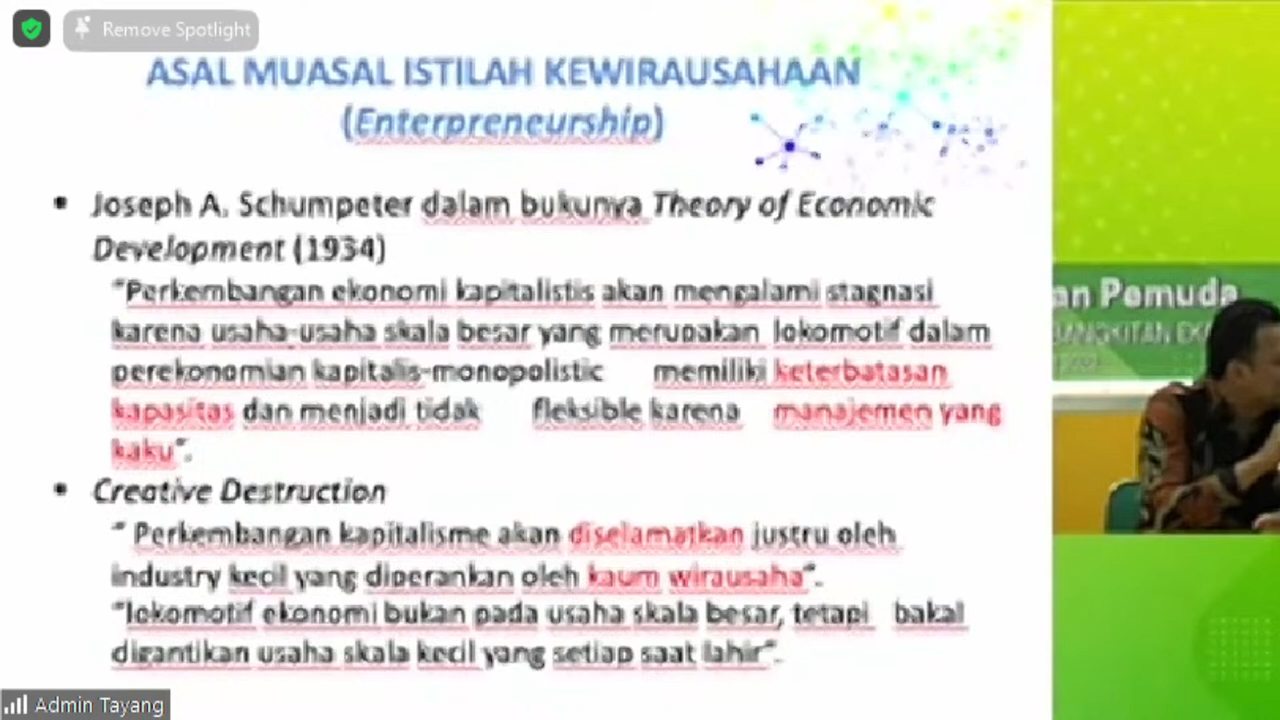 Remove Spotlight
ASAL MUASAL ISTILAH KEWIRAUSAHAAN
(Enterpreneurship)
• Joseph A. Schumpeter dalam bukunya Theory of Economic
Development (1934)
"Perkembangan ekonomi kapitalistis akan mengalami stagnasi
karena usaha-usaha skala besar yang merupakan lokomotif dalam
perekonomian kapitalis-monopolistic memiliki keterbatasan
kapasitas dan menjadi tidak fleksible karena manajemen yang
kaku".
• Creative Destruction
" Perkembangan kapitalisme akan diselamatkan justru oleh
industry kecil yang diperankan oleh kaum wirausaha".
"lokomotif ekonomi bukan pada usaha skala besar, tetapi bakal
digantikan usaha skala kecil yang setiap saat lahir".
an Pemuda
Admin Tayang